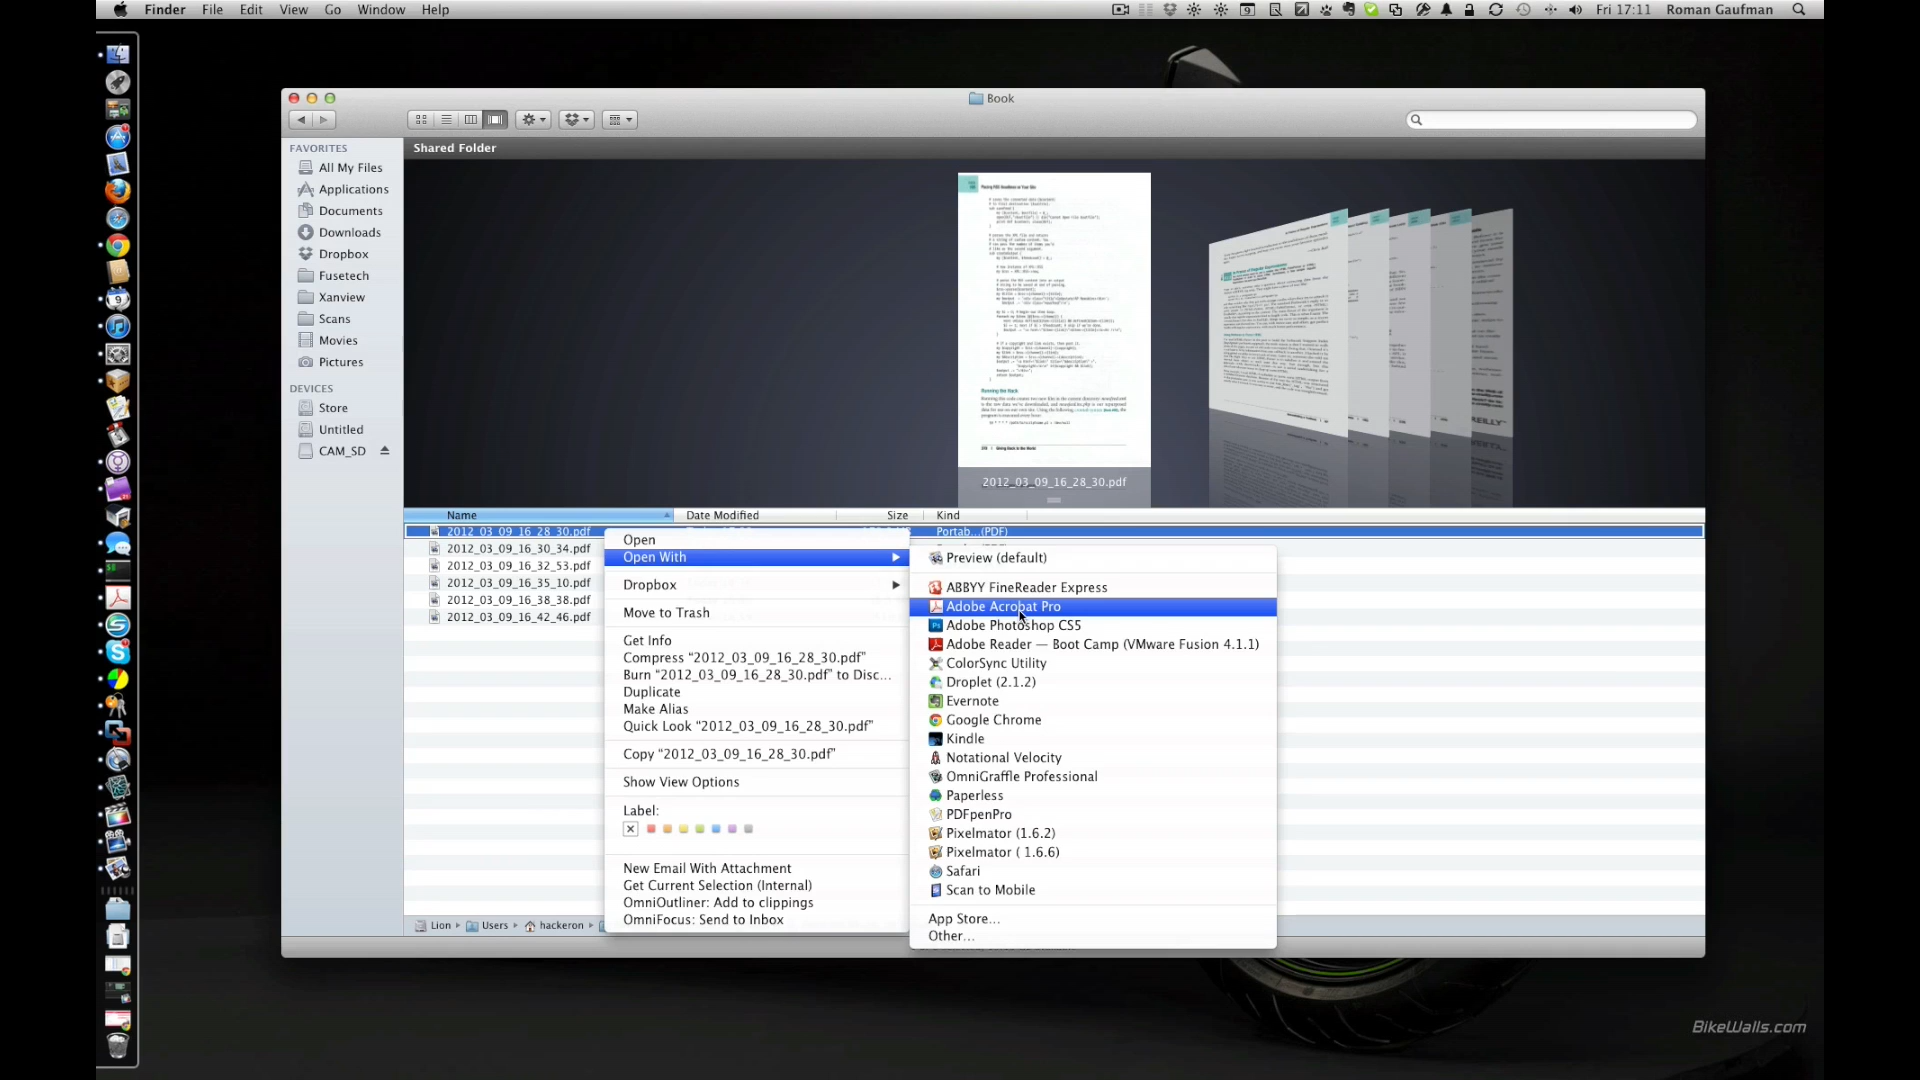 Finder File Edit View Go Window Help
Fri 17:11 Roman Gaufman
Book
FAVORITES
All My Files
Applications
Documents
Downloads
Dropbox
Fusetech
Xanview
Scans
Movies
Pictures
DEVICES
Store
Untitled
CAM_SD
Shared Folder
Running the Hack
2012_03_09_16_28_30.pdf
Name Date Modified Size Kind
2012_03_09_16_28_30.pdf Portab...(PDF)
2012_03_09_16_30_34.pdf
2012_03_09_16_32_53.pdf
2012_03_09_16_35_10.pdf
2012_03_09_16_38_38.pdf
2012_03_09_16_42_46.pdf
Open
Open With
Dropbox
Move to Trash
Get Info
Compress “2012_03_09_16_28_30.pdf”
Burn “2012_03_09_16_28_30.pdf” to Disc...
Duplicate
Make Alias
Quick Look “2012_03_09_16_28_30.pdf”
Copy “2012_03_09_16_28_30.pdf”
Show View Options
Label:
New Email With Attachment
Get Current Selection (Internal)
OmniOutliner: Add to clippings
OmniFocus: Send to Inbox
Preview (default)
ABBYY FineReader Express
Adobe Acrobat Pro
Adobe Photoshop CS5
Adobe Reader — Boot Camp (VMware Fusion 4.1.1)
ColorSync Utility
Droplet (2.1.2)
Evernote
Google Chrome
Kindle
Notational Velocity
OmniGraffle Professional
Paperless
PDFpenPro
Pixelmator (1.6.2)
Pixelmator ( 1.6.6)
Safari
Scan to Mobile
App Store...
Other...
Lion Users hackeron
BikeWalls.com